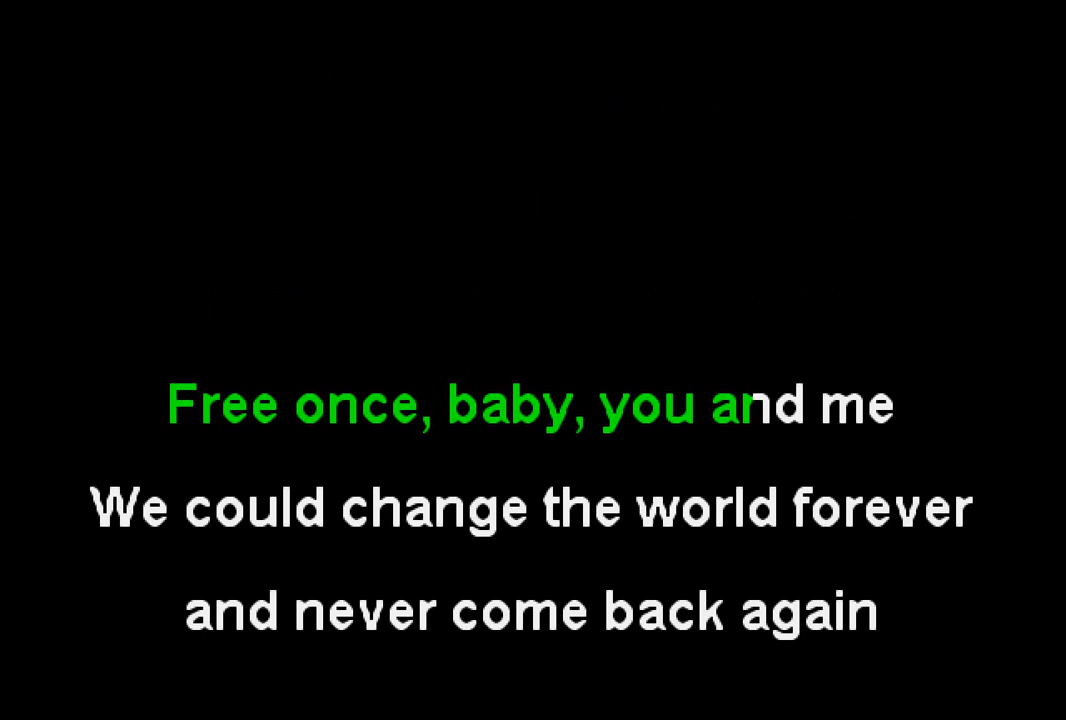 Free once, baby, you and me
We could change the world forever
and never come back again